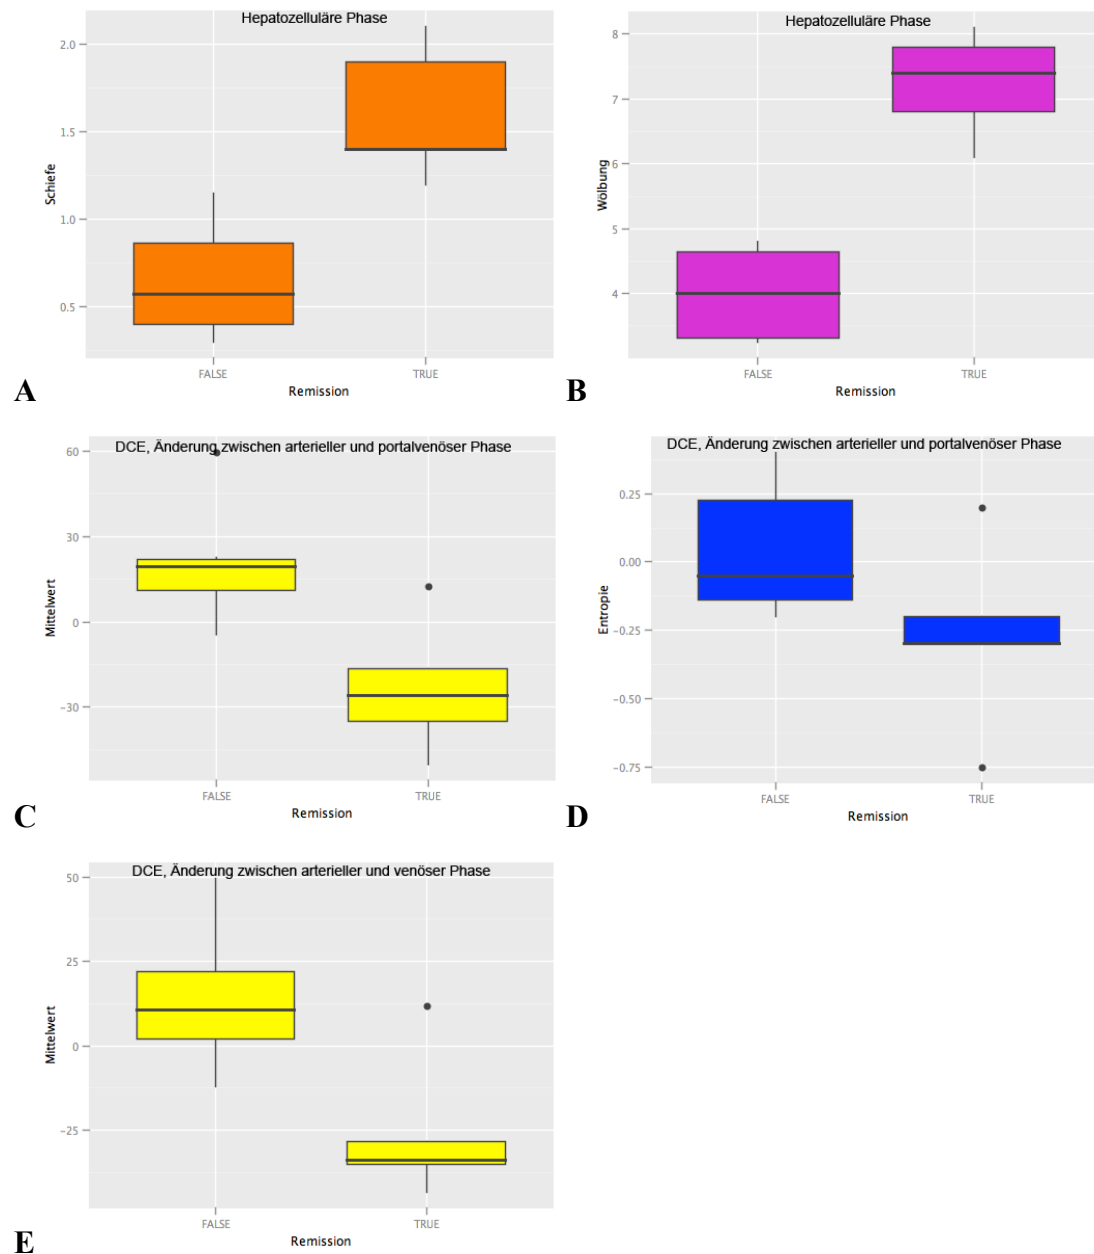 Hepatozelluläre Phase
Schiefe
2.0
1.5
1.0
0.5
FALSE TRUE
Remission
A
Hepatozelluläre Phase
Wölbung
8
7
6
5
4
FALSE TRUE
Remission
B
DCE, Änderung zwischen arterieller und portalvenöser Phase
Mittelwert
60
30
0
−30
FALSE TRUE
Remission
C
DCE, Änderung zwischen arterieller und portalvenöser Phase
Entropie
0.25
0.00
−0.25
−0.50
−0.75
FALSE TRUE
Remission
D
DCE, Änderung zwischen arterieller und venöser Phase
Mittelwert
50
25
0
−25
FALSE TRUE
Remission
E